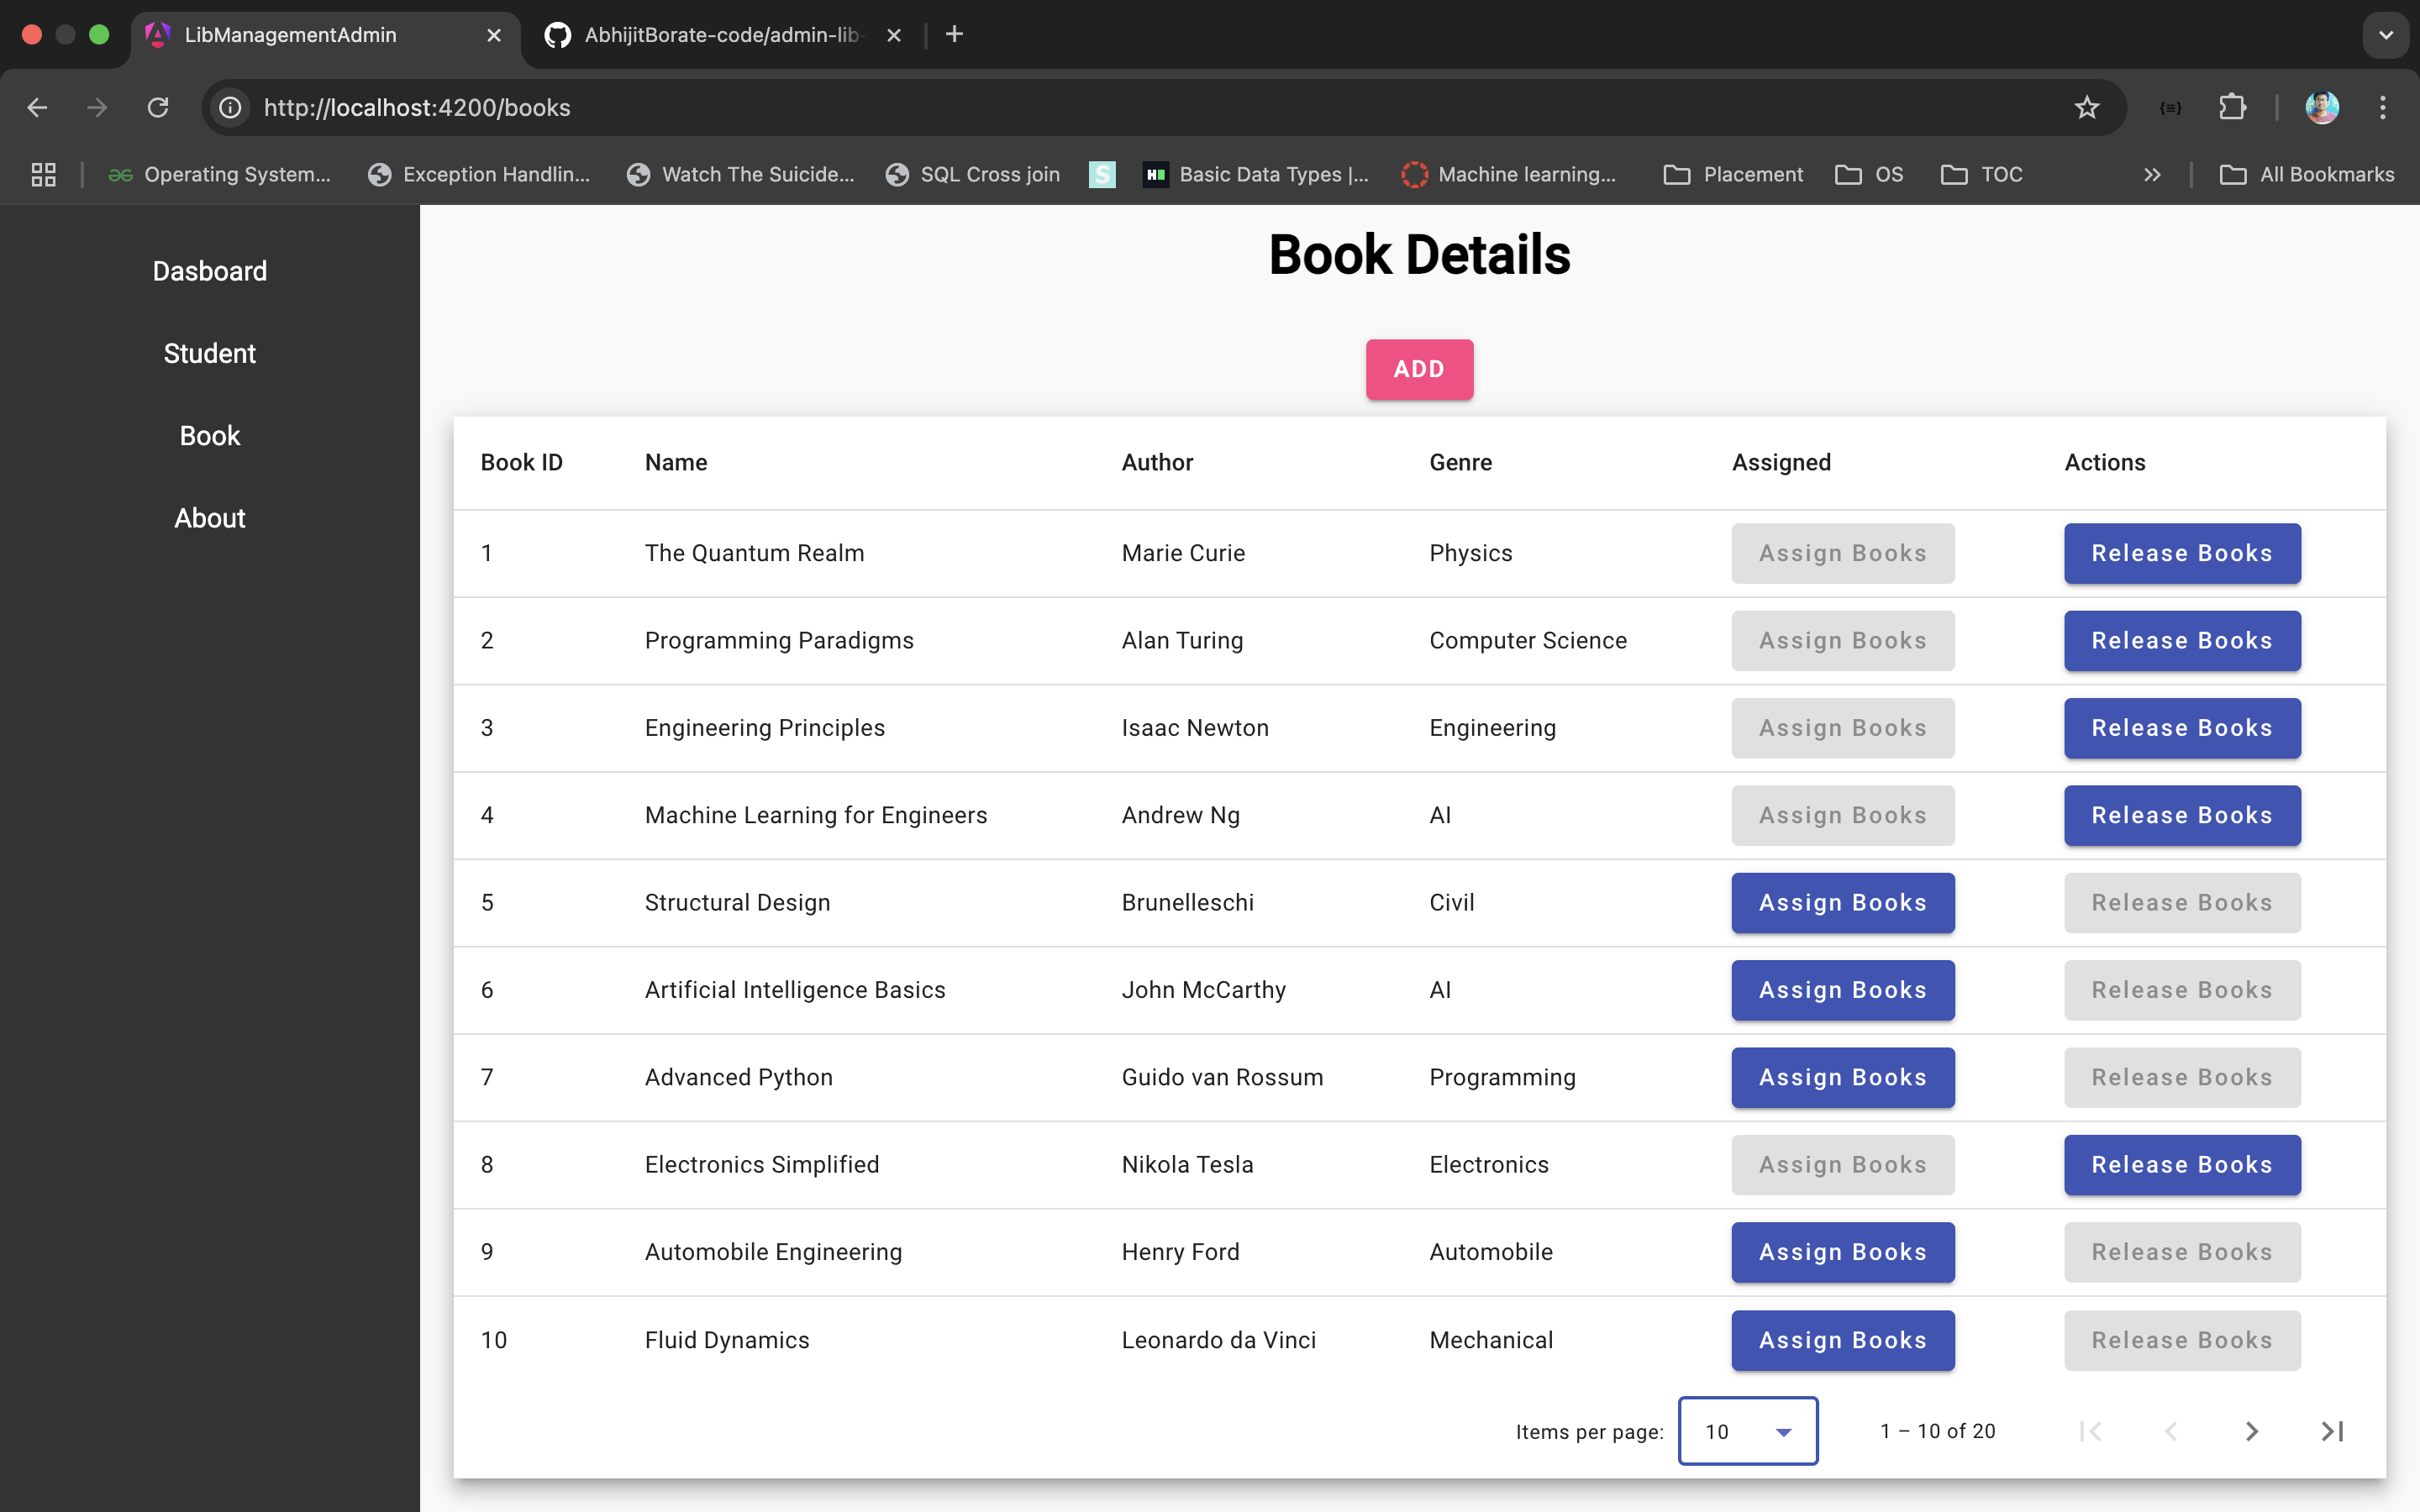 LibManagementAdmin
AbhijitBorate-code/admin-lib-
http://localhost:4200/books
Operating System...
Exception Handlin...
Watch The Suicide...
SQL Cross join
S
H
Basic Data Types |...
Machine learning...
Placement
OS
TOC
All Bookmarks
Dasboard
Student
Book
About
Book Details
ADD
Book ID Name Author Genre Assigned Actions
1 The Quantum Realm Marie Curie Physics Assign Books Release Books
2 Programming Paradigms Alan Turing Computer Science Assign Books Release Books
3 Engineering Principles Isaac Newton Engineering Assign Books Release Books
4 Machine Learning for Engineers Andrew Ng AI Assign Books Release Books
5 Structural Design Brunelleschi Civil Assign Books Release Books
6 Artificial Intelligence Basics John McCarthy AI Assign Books Release Books
7 Advanced Python Guido van Rossum Programming Assign Books Release Books
8 Electronics Simplified Nikola Tesla Electronics Assign Books Release Books
9 Automobile Engineering Henry Ford Automobile Assign Books Release Books
10 Fluid Dynamics Leonardo da Vinci Mechanical Assign Books Release Books
Items per page: 10 1 – 10 of 20